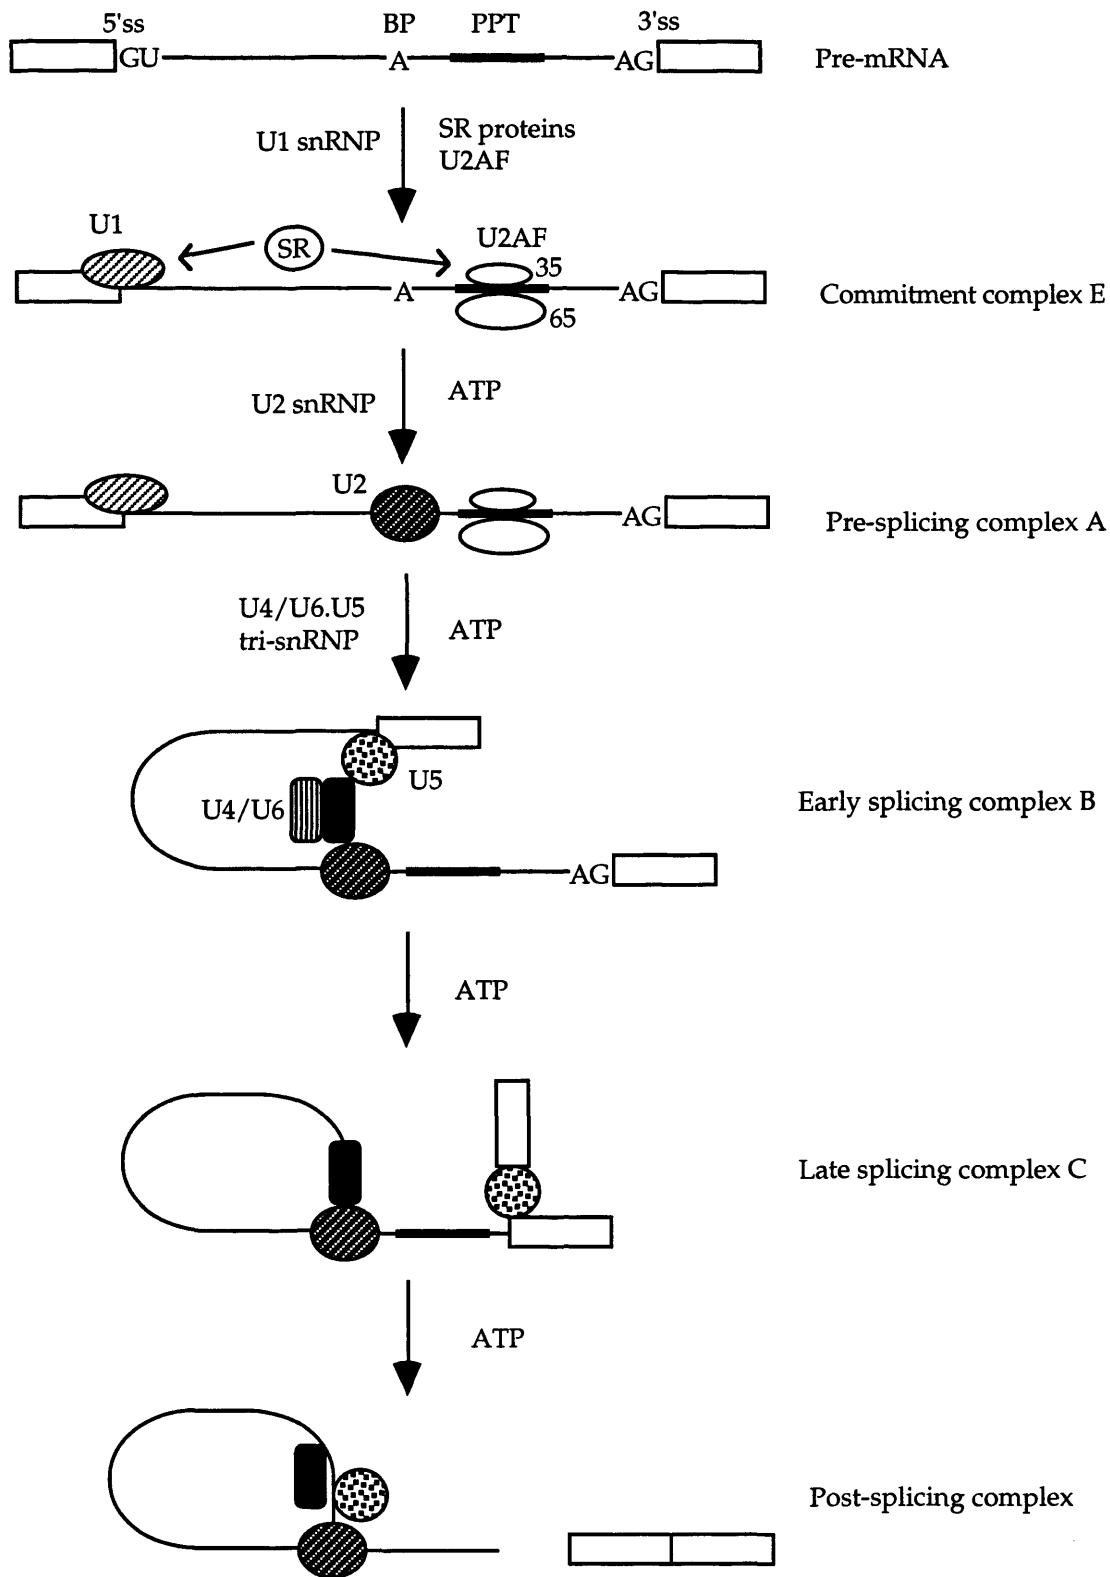 5'ss BP PPT 3'ss
GU A AG Pre-mRNA
U1 snRNP SR proteins
U2AF
U1 SR U2AF
35
A AG Commitment complex E
65
U2 snRNP ATP
U2
AG Pre-splicing complex A
U4/U6.U5
tri-snRNP ATP
U5
U4/U6 Early splicing complex B
AG
ATP
Late splicing complex C
ATP
Post-splicing complex